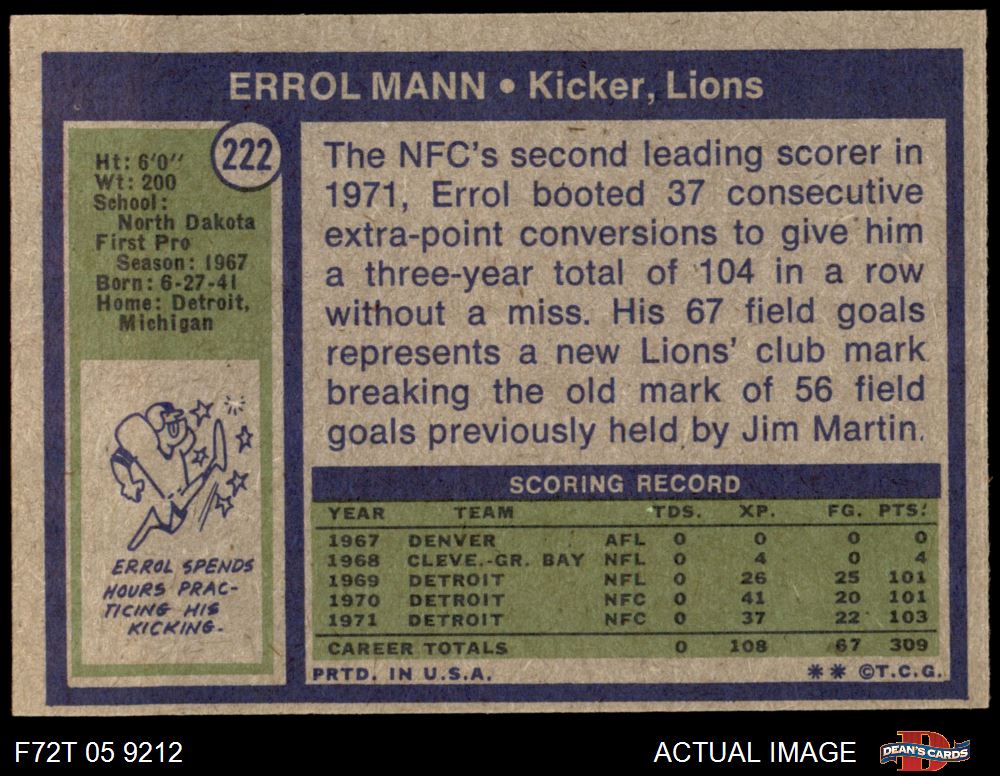 ERROL MANN • Kicker, Lions
222
Ht: 6'0"
Wt: 200
School:
North Dakota
First Pro
Season: 1967
Born: 6-27-41
Home: Detroit,
Michigan
ERROL SPENDS
HOURS PRAC-
TICING HIS
KICKING.
The NFC's second leading scorer in
1971, Errol booted 37 consecutive
extra-point conversions to give him
a three-year total of 104 in a row
without a miss. His 67 field goals
represents a new Lions' club mark
breaking the old mark of 56 field
goals previously held by Jim Martin.
SCORING RECORD
YEAR TEAM TDS. XP. FG. PTS.
1967 DENVER AFL 0 0 0 0
1968 CLEVE.-GR. BAY NFL 0 4 0 4
1969 DETROIT NFL 0 26 25 101
1970 DETROIT NFC 0 41 20 101
1971 DETROIT NFC 0 37 22 103
CAREER TOTALS 0 108 67 309
PRTD. IN U.S.A. ** ©T.C.G.
F72T 05 9212
ACTUAL IMAGE
D
DEAN'S CARDS